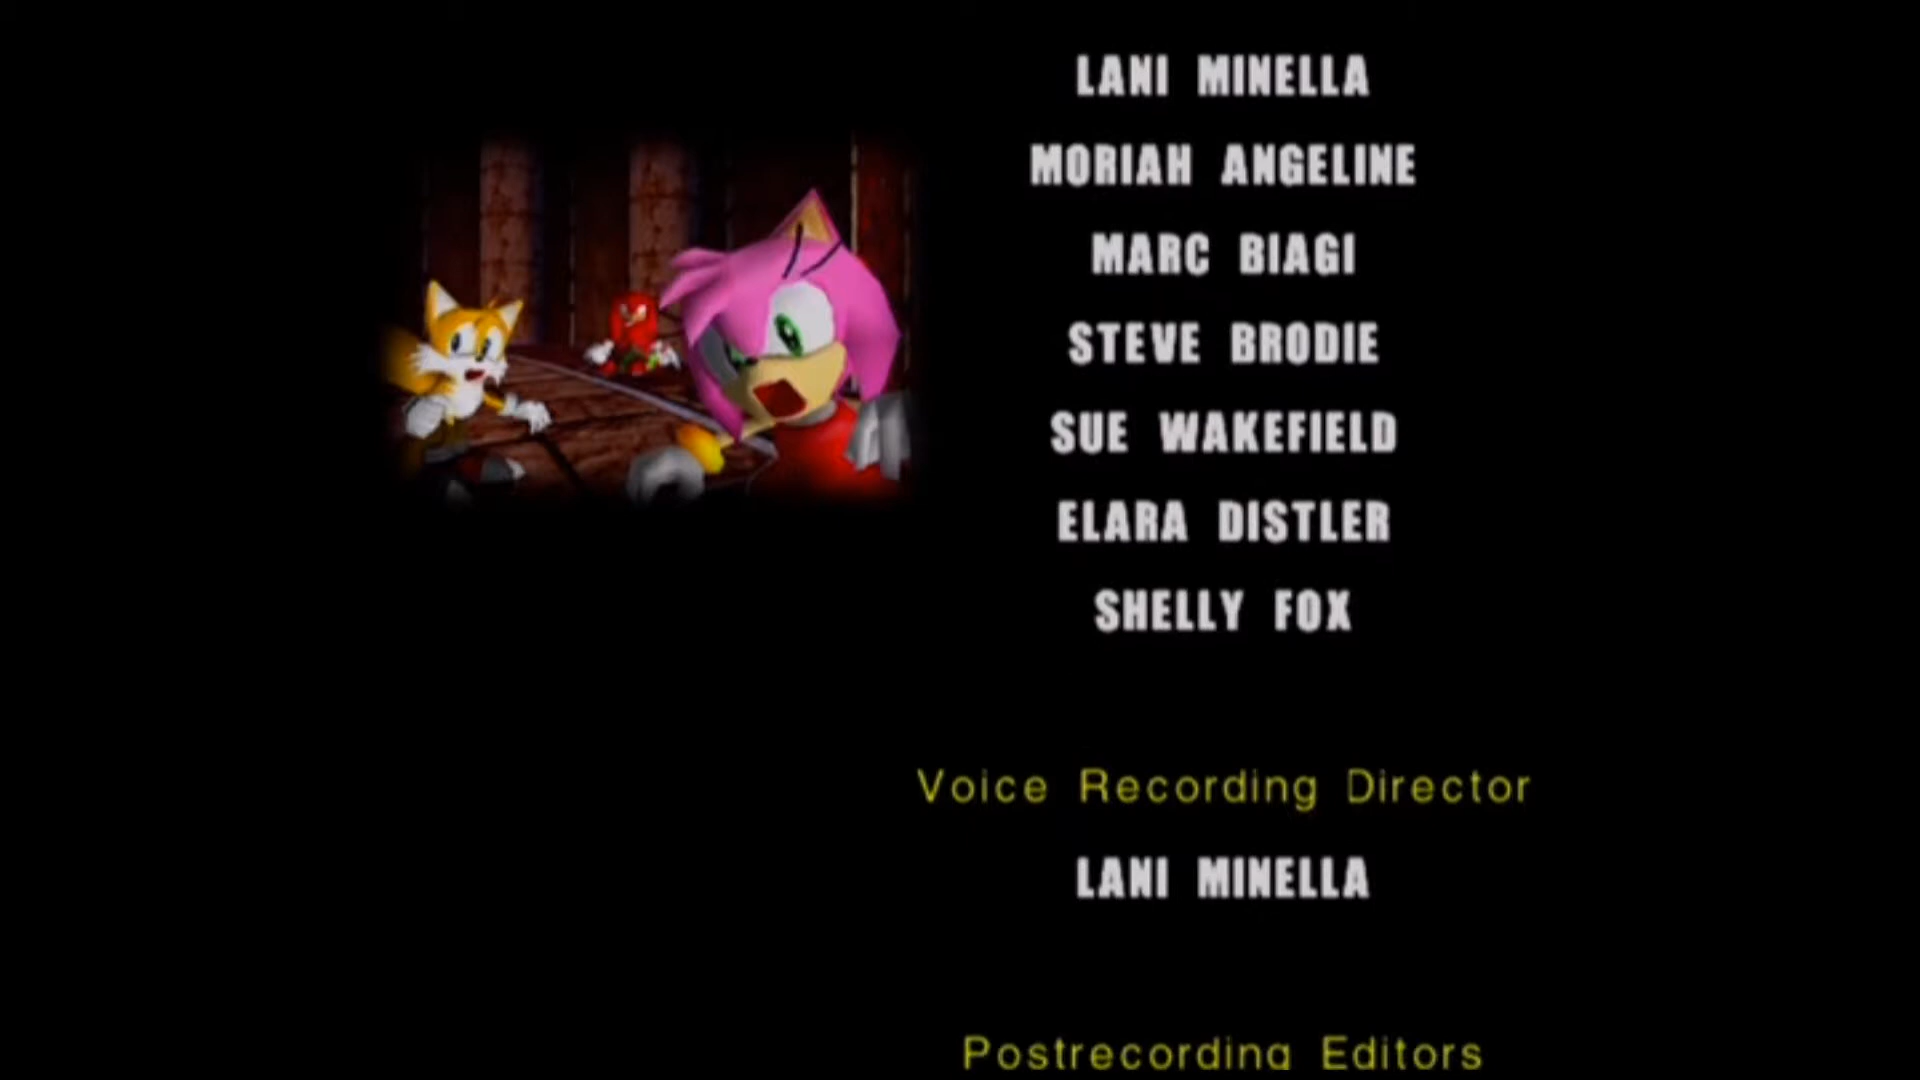 LANI MINELLA
MORIAH ANGELINE
MARC BIAGI
STEVE BRODIE
SUE WAKEFIELD
ELARA DISTLER
SHELLY FOX
Voice Recording Director
LANI MINELLA
Postrecording Editors